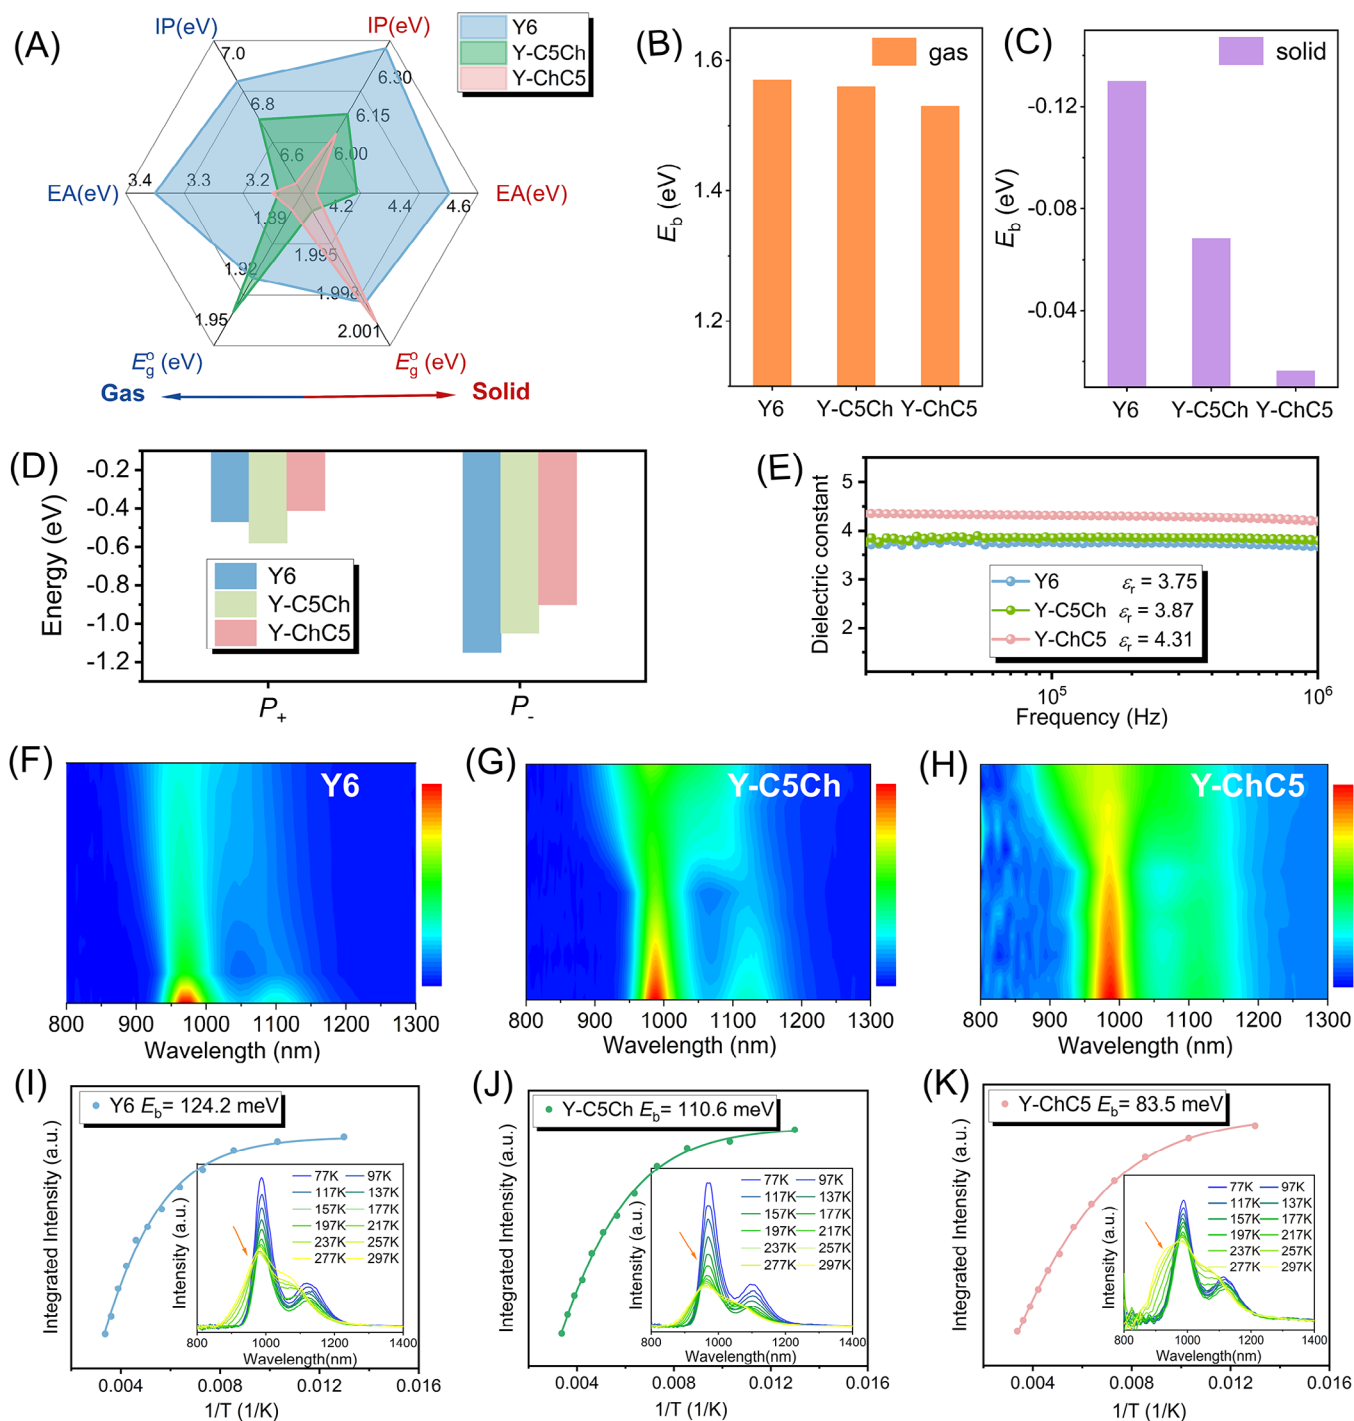 (A)
IP(eV)
IP(eV)
Y6
Y-C5Ch
Y-ChC5
7.0
6.30
6.8
6.15
6.6
6.00
EA(eV)
3.4
3.3
3.2
4.2
4.4
4.6
EA(eV)
1.89
1.995
1.92
1.998
1.95
2.001
E_g^o (eV)
E_g^o (eV)
Gas
Solid
(B)
gas
1.6
1.4
1.2
E_b (eV)
Y6
Y-C5Ch
Y-ChC5
(C)
solid
-0.12
-0.08
-0.04
E_b (eV)
Y6
Y-C5Ch
Y-ChC5
(D)
-0.2
-0.4
-0.6
-0.8
-1.0
-1.2
Energy (eV)
Y6
Y-C5Ch
Y-ChC5
P_+
P_-
(E)
5
4
3
2
Dielectric constant
Y6 ε_r = 3.75
Y-C5Ch ε_r = 3.87
Y-ChC5 ε_r = 4.31
10^5
10^6
Frequency (Hz)
(F)
Y6
800 900 1000 1100 1200 1300
Wavelength (nm)
(G)
Y-C5Ch
800 900 1000 1100 1200 1300
Wavelength (nm)
(H)
Y-ChC5
800 900 1000 1100 1200 1300
Wavelength (nm)
(I)
Y6 E_b= 124.2 meV
Integrated Intensity (a.u.)
77K 97K
117K 137K
157K 177K
197K 217K
237K 257K
277K 297K
Intensity (a.u.)
800 1000 1200 1400
Wavelength(nm)
0.004 0.008 0.012 0.016
1/T (1/K)
(J)
Y-C5Ch E_b= 110.6 meV
Integrated Intensity (a.u.)
77K 97K
117K 137K
157K 177K
197K 217K
237K 257K
277K 297K
Intensity (a.u.)
800 1000 1200 1400
Wavelength(nm)
0.004 0.008 0.012 0.016
1/T (1/K)
(K)
Y-ChC5 E_b= 83.5 meV
Integrated Intensity (a.u.)
77K 97K
117K 137K
157K 177K
197K 217K
237K 257K
277K 297K
Intensity (a.u.)
800 1000 1200 1400
Wavelength(nm)
0.004 0.008 0.012 0.016
1/T (1/K)